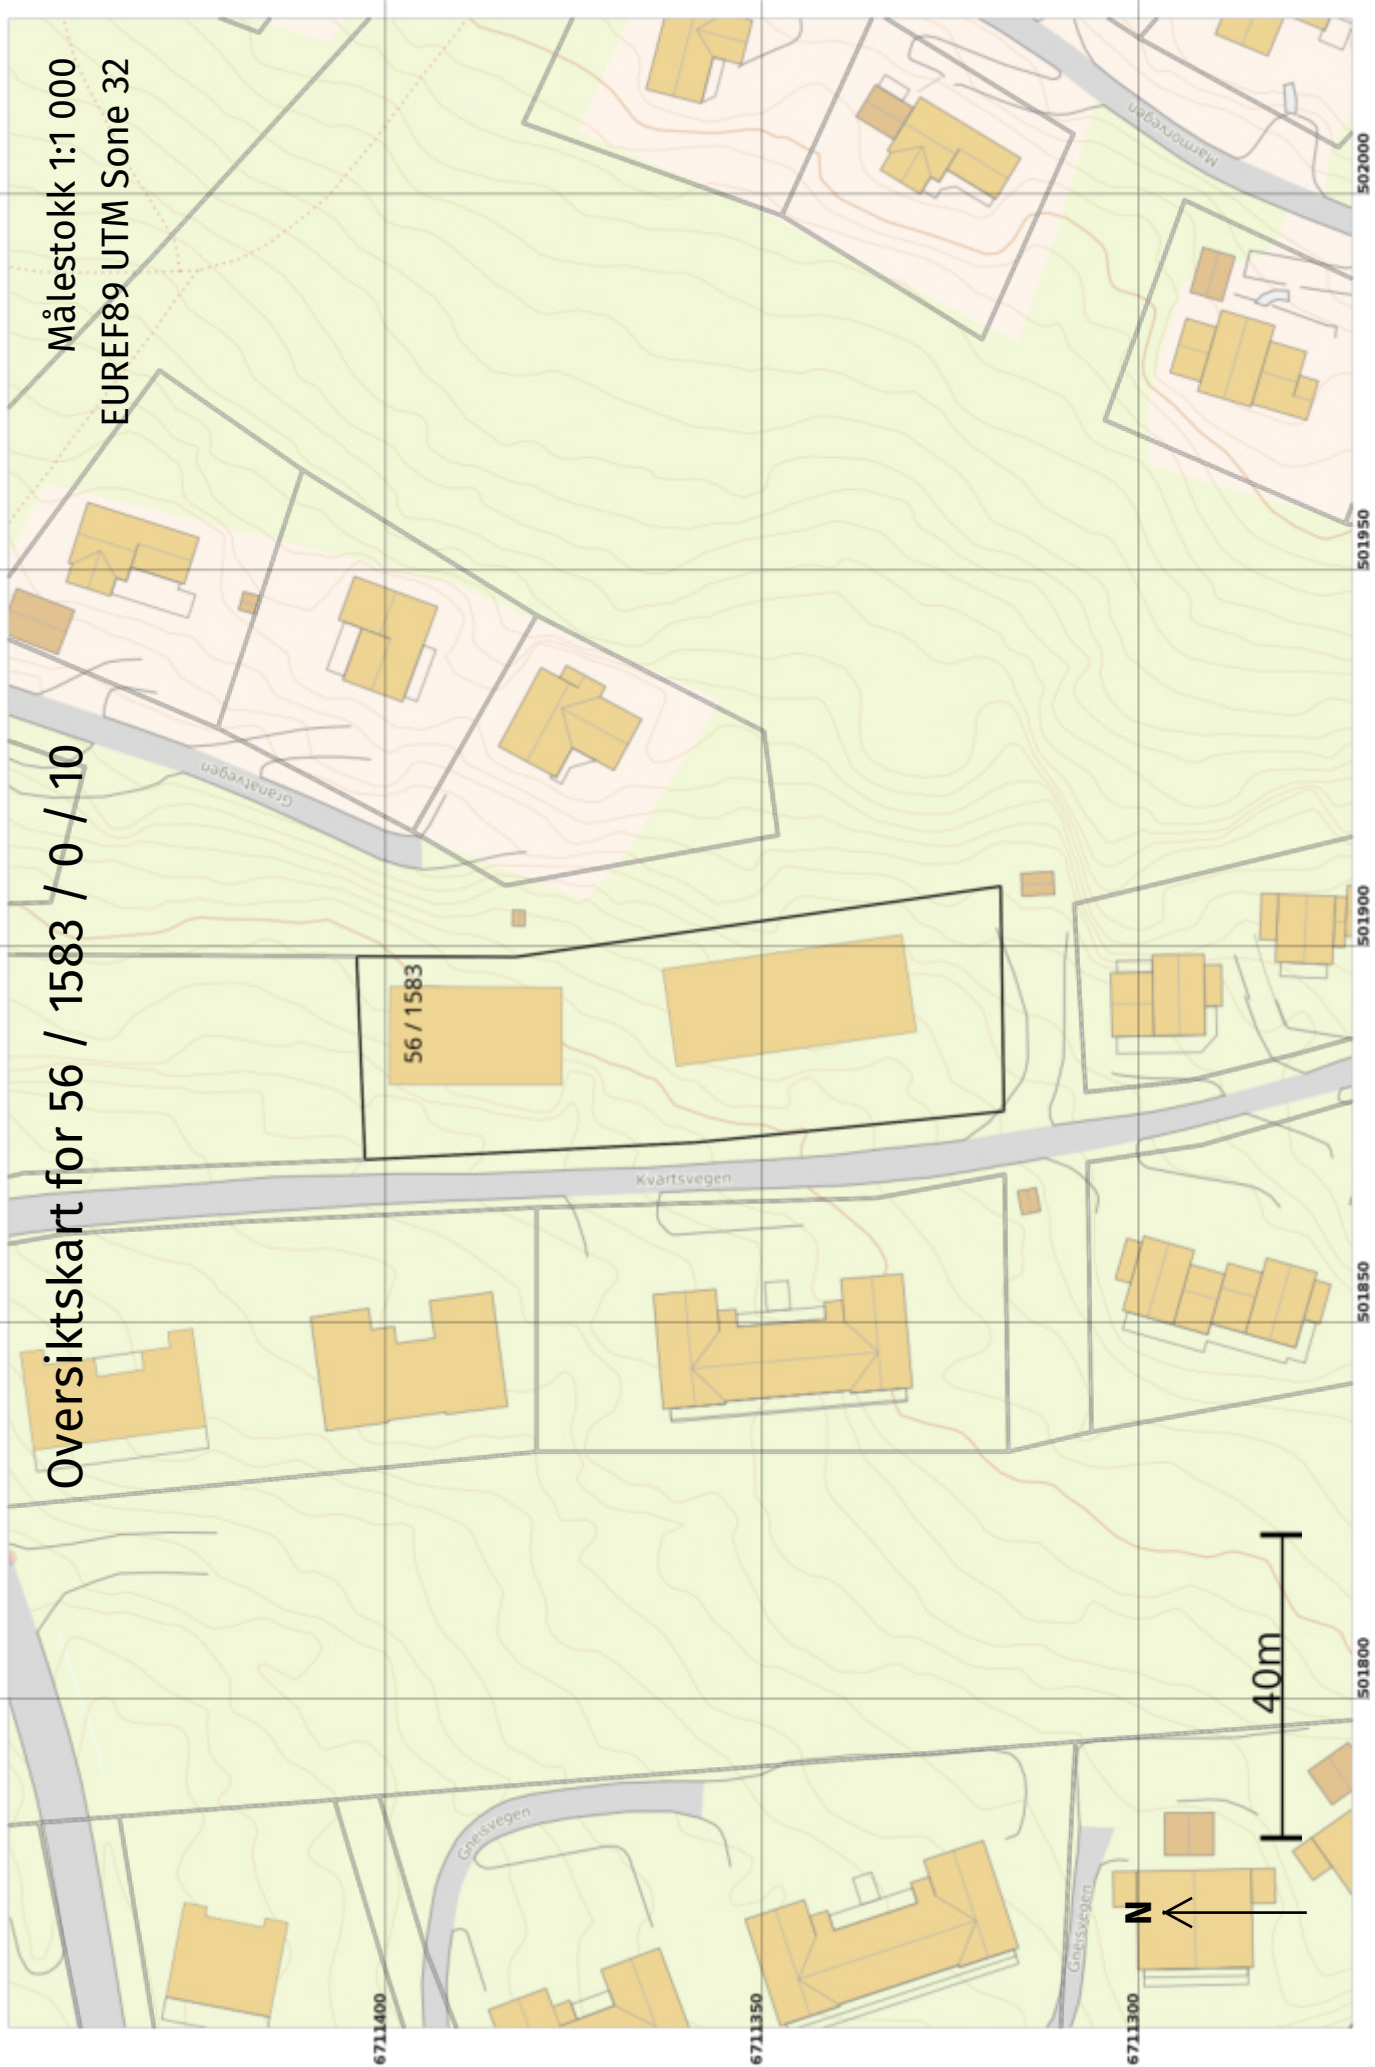 Oversiktskart for 56 / 1583 / 0 / 10
Målestokk 1:1 000
EUREF89 UTM Sone 32
Granatvegen
Marmorvegen
56 / 1583
Kvartsvegen
Gneisvegen
Gneisvegen
40m
N
6711400
6711350
6711300
501800
501850
501900
501950
502000